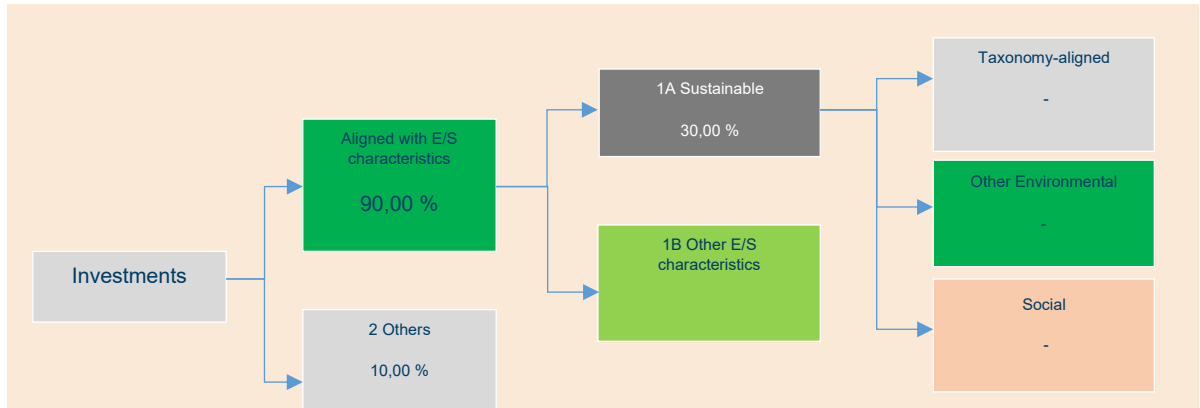 Investments
Aligned with E/S
characteristics
90,00 %
2 Others
10,00 %
1A Sustainable
30,00 %
1B Other E/S
characteristics
Taxonomy-aligned
-
Other Environmental
-
Social
-